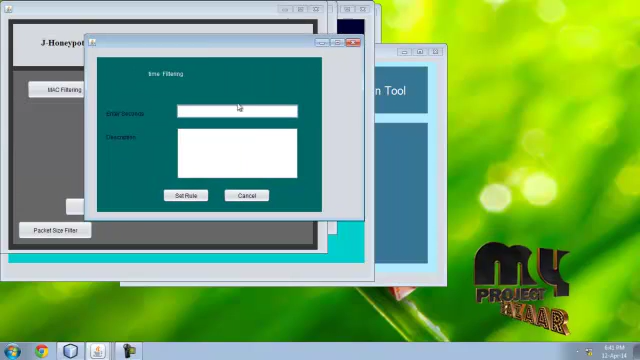 J-Honeypot
MAC Filtering
Packet Size Filter
time Filtering
Enter Seconds
Description
Set Rule
Cancel
n Tool
my
PROJECT
BAZAAR
6:41 PM
12-Apr-14